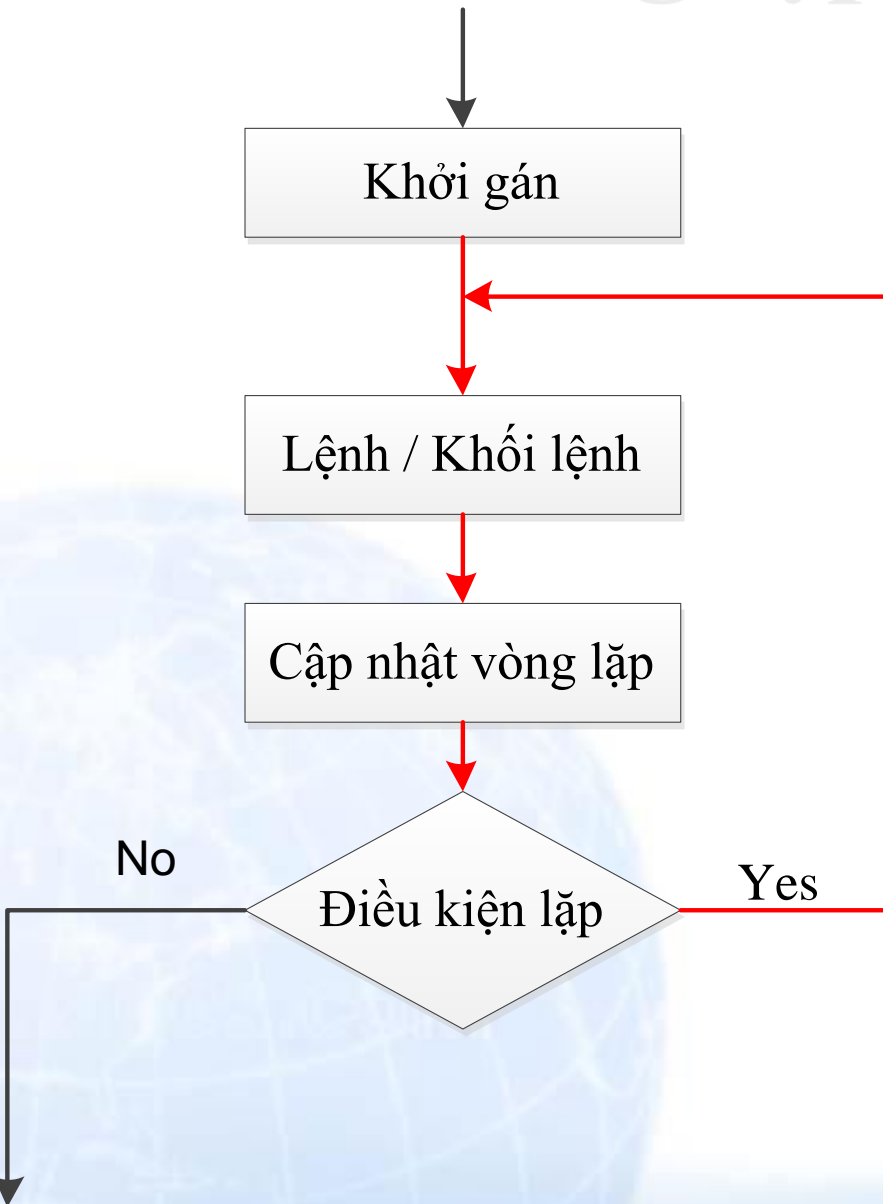 Khởi gán
Lệnh / Khối lệnh
Cập nhật vòng lặp
No
Điều kiện lặp
Yes